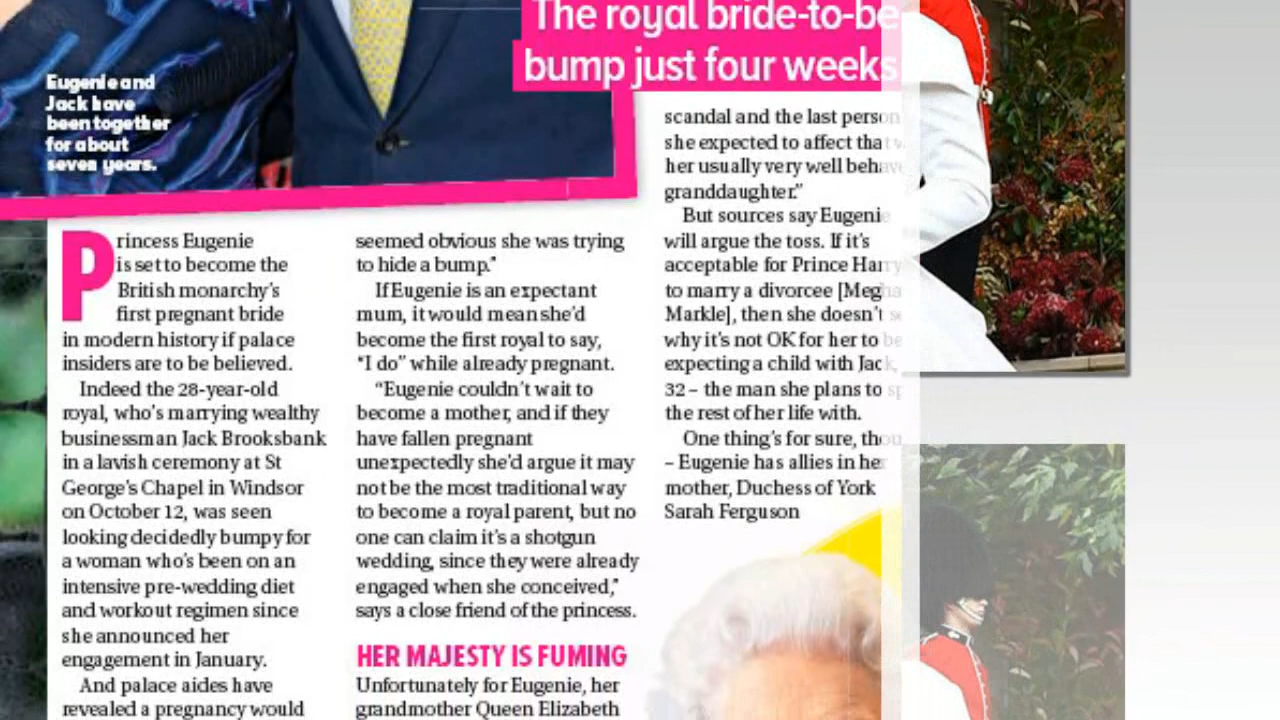 The royal bride-to-be
bump just four weeks
Eugenie and
Jack have
been together
for about
seven years.
Princess Eugenie
is set to become the
British monarchy's
first pregnant bride
in modern history if palace
insiders are to be believed.
Indeed the 28-year-old
royal, who's marrying wealthy
businessman Jack Brooksbank
in a lavish ceremony at St
George's Chapel in Windsor
on October 12, was seen
looking decidedly bumpy for
a woman who's been on an
intensive pre-wedding diet
and workout regimen since
she announced her
engagement in January.
And palace aides have
revealed a pregnancy would
seemed obvious she was trying
to hide a bump."
If Eugenie is an expectant
mum, it would mean she'd
become the first royal to say,
"I do" while already pregnant.
"Eugenie couldn't wait to
become a mother, and if they
have fallen pregnant
unexpectedly she'd argue it may
not be the most traditional way
to become a royal parent, but no
one can claim it's a shotgun
wedding, since they were already
engaged when she conceived,"
says a close friend of the princess.
HER MAJESTY IS FUMING
Unfortunately for Eugenie, her
grandmother Queen Elizabeth
scandal and the last person
she expected to affect that
her usually very well
granddaughter."
But sources say Eugenie
will argue the toss. If it's
acceptable for Prince Harry
to marry a divorcee [Megha
Markle], then she doesn't
why it's not OK for her to be
expecting a child with Jack,
32 – the man she plans to
the rest of her life with.
One thing's for sure,
– Eugenie has allies in her
mother, Duchess of York
Sarah Ferguson